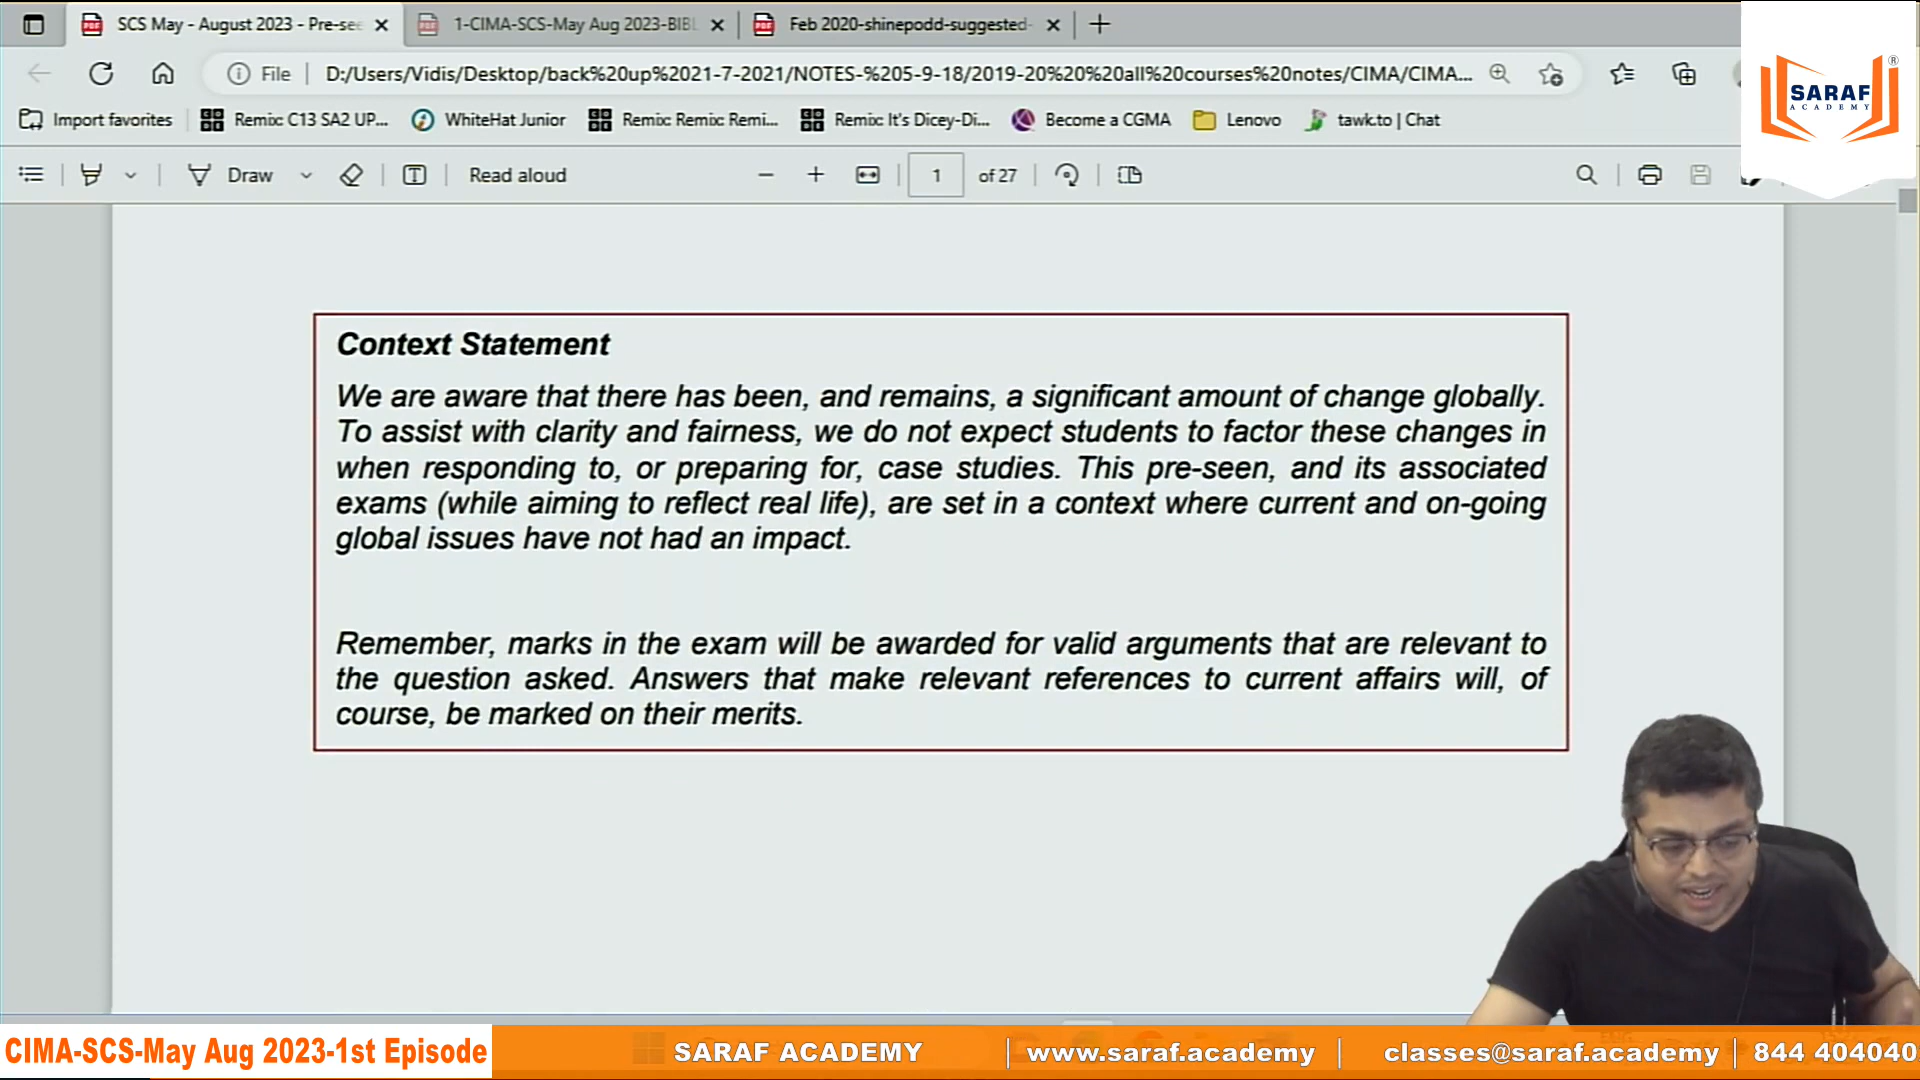 SCS May - August 2023 - Pre-see
1-CIMA-SCS-May Aug 2023-BIBL
Feb 2020-shinepodd-suggested-
File
D:/Users/Vidis/Desktop/back%20up%2021-7-2021/NOTES-%205-9-18/2019-20%20%20all%20courses%20notes/CIMA/CIMA...
Import favorites
Remix: C13 SA2 UP...
WhiteHat Junior
Remix: Remix: Remi...
Remix: It's Dicey-Di...
Become a CGMA
Lenovo
tawk.to | Chat
SARAF
ACADEMY
®
Draw
Read aloud
1
of 27
Context Statement
We are aware that there has been, and remains, a significant amount of change globally.
To assist with clarity and fairness, we do not expect students to factor these changes in
when responding to, or preparing for, case studies. This pre-seen, and its associated
exams (while aiming to reflect real life), are set in a context where current and on-going
global issues have not had an impact.
Remember, marks in the exam will be awarded for valid arguments that are relevant to
the question asked. Answers that make relevant references to current affairs will, of
course, be marked on their merits.
CIMA-SCS-May Aug 2023-1st Episode
SARAF ACADEMY | www.saraf.academy | classes@saraf.academy | 844 404040